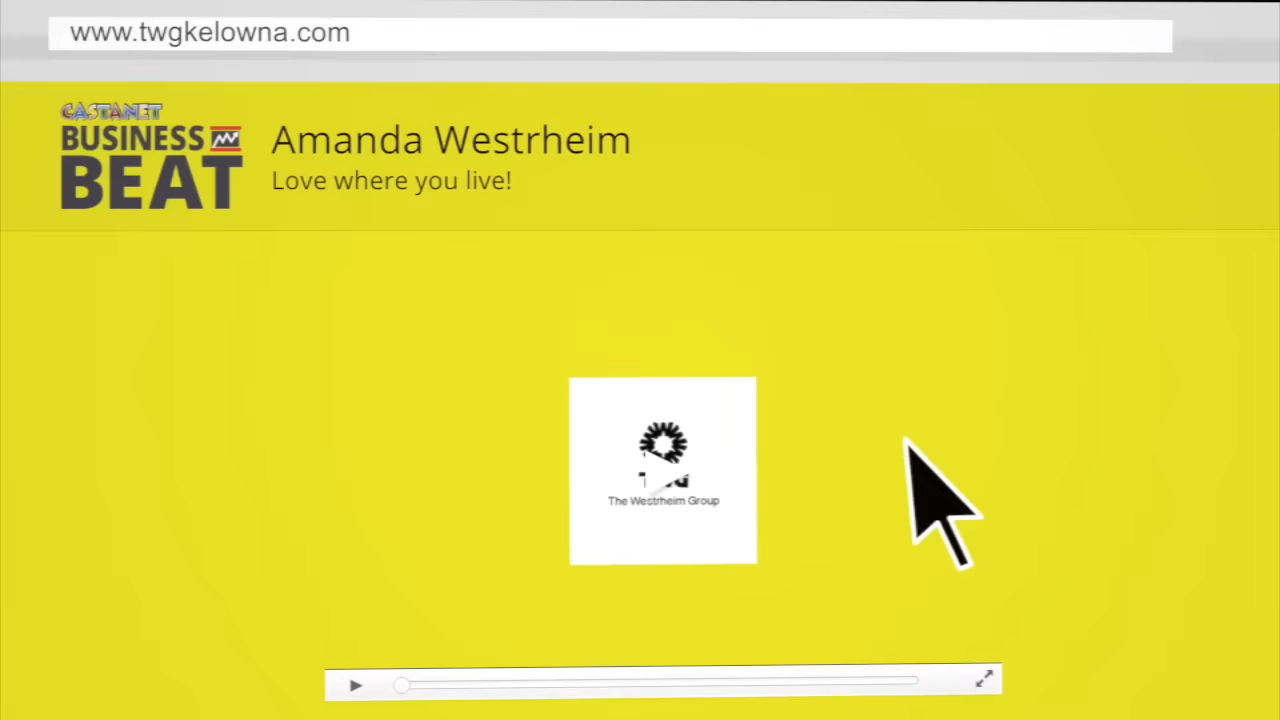 www.twgkelowna.com
CASTANET
BUSINESS
BEAT
Amanda Westrheim
Love where you live!
The Westrheim Group